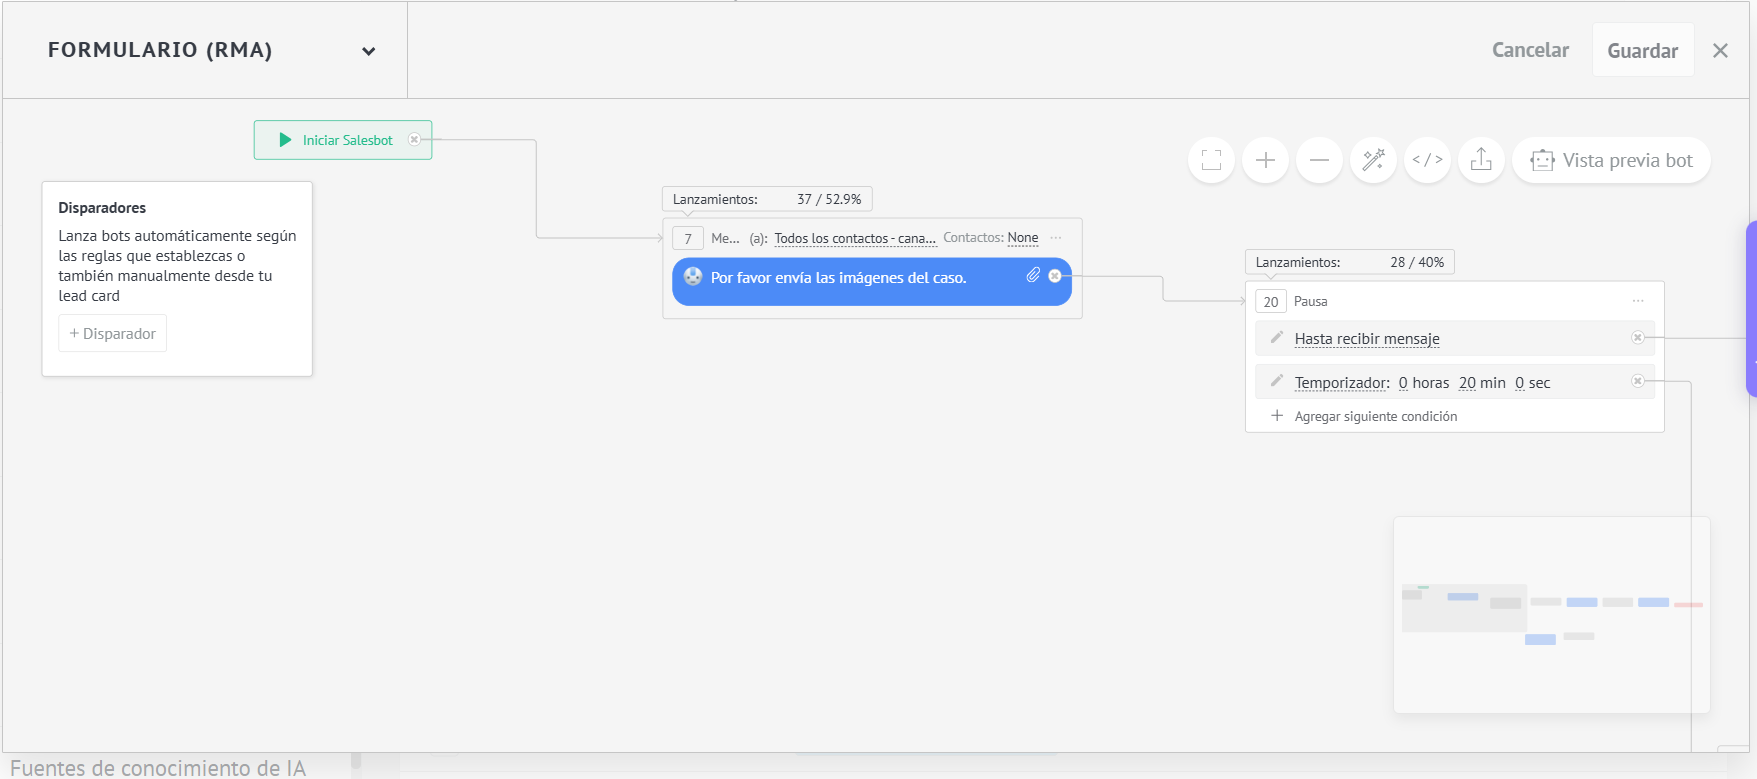 FORMULARIO (RMA)
Cancelar
Guardar
Iniciar Salesbot
Disparadores
Lanza bots automáticamente según
las reglas que establezcas o
también manualmente desde tu
lead card
+ Disparador
Lanzamientos: 37 / 52.9%
7 Me... (a): Todos los contactos - cana... Contactos: None ...
Por favor envía las imágenes del caso.
</> Vista previa bot
Lanzamientos: 28 / 40%
20 Pausa ...
Hasta recibir mensaje
Temporizador: 0 horas 20 min 0 sec
+ Agregar siguiente condición
Fuentes de conocimiento de IA